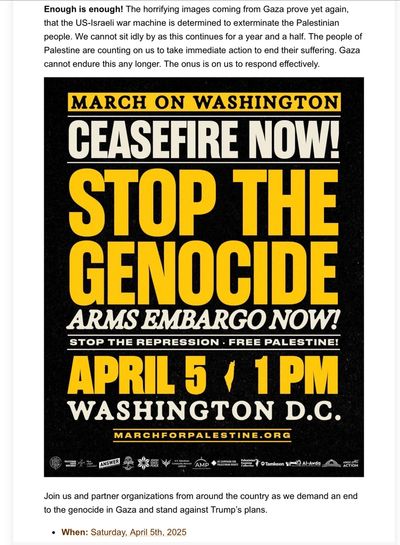 Enough is enough! The horrifying images coming from Gaza prove yet again,
that the US-Israeli war machine is determined to exterminate the Palestinian
people. We cannot sit idly by as this continues for a year and a half. The people of
Palestine are counting on us to take immediate action to end their suffering. Gaza
cannot endure this any longer. The onus is on us to respond effectively.
MARCH ON WASHINGTON
CEASEFIRE NOW!
STOP THE
GENOCIDE
ARMS EMBARGO NOW!
STOP THE REPRESSION · FREE PALESTINE!
APRIL 5 1 PM
WASHINGTON D.C.
MARCHFORPALESTINE.ORG
ANSWER AMP Tamkeen Al-Awda ACTION
Join us and partner organizations from around the country as we demand an end
to the genocide in Gaza and stand against Trump's plans.
• When: Saturday, April 5th, 2025